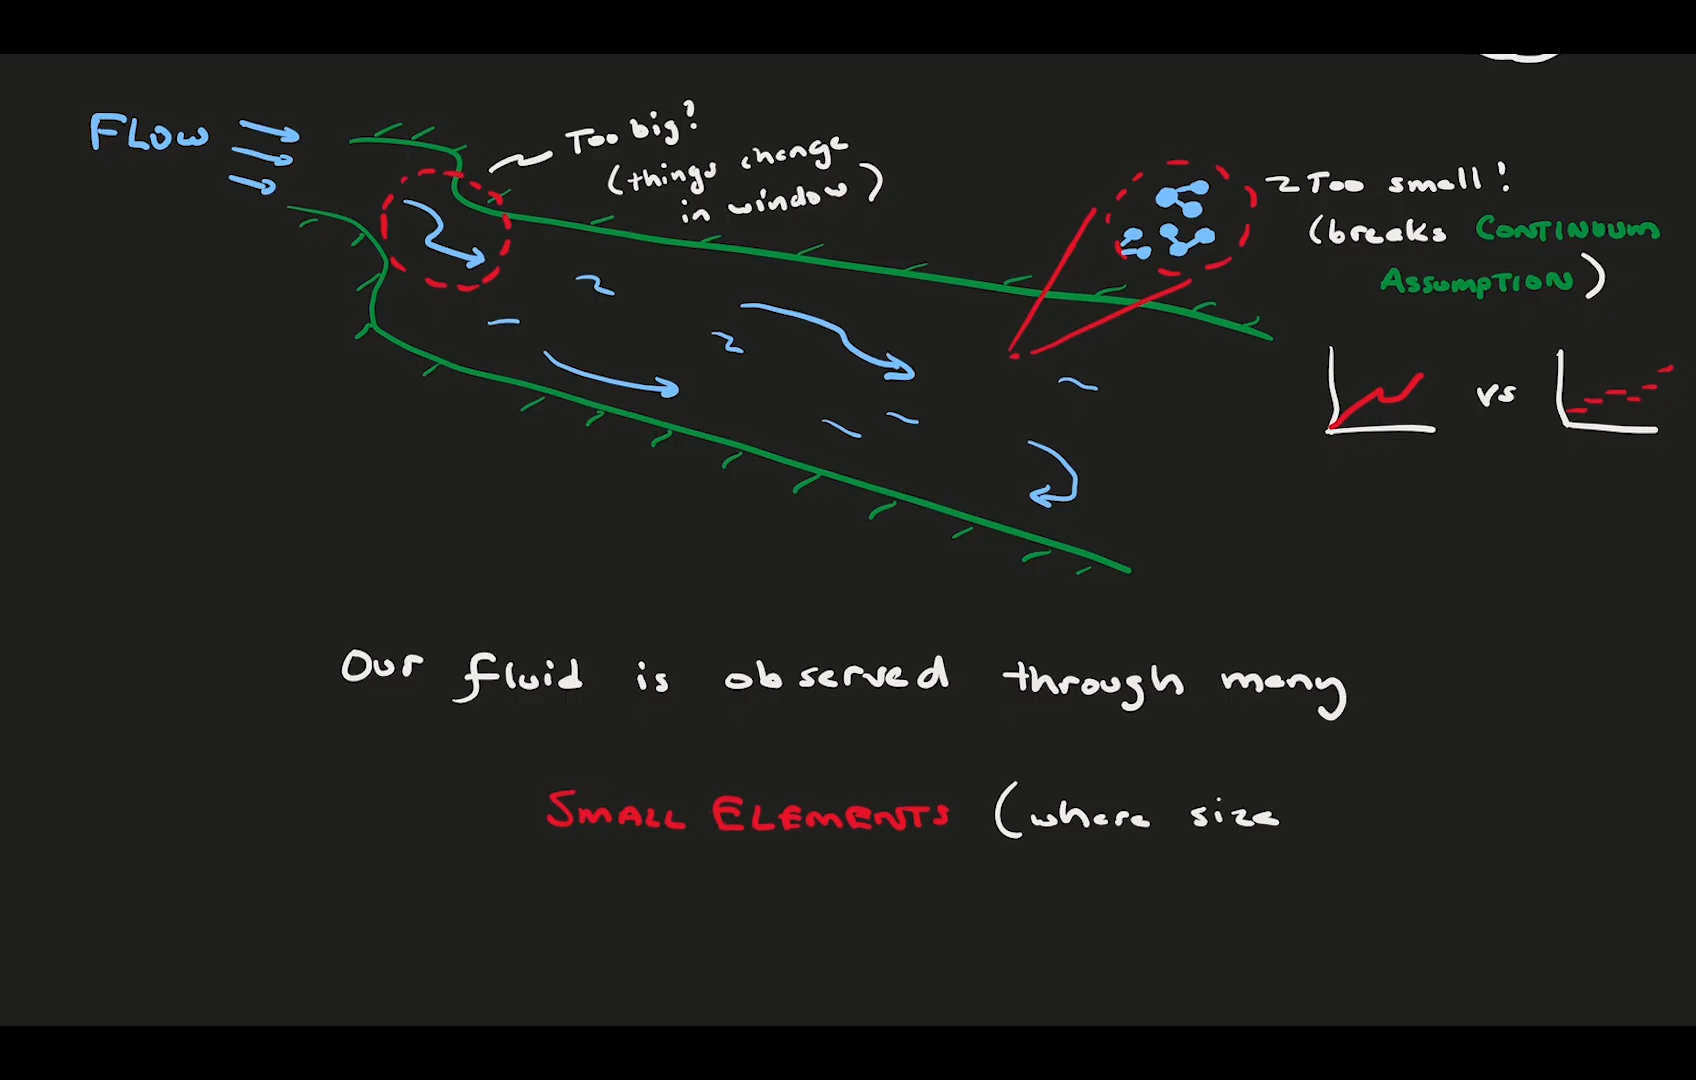 FLOW
Too big?
(things change
in window)
Too small!
(breaks CONTINUUM
ASSUMPTION)
vs
Our fluid is observed through many
SMALL ELEMENTS (where size